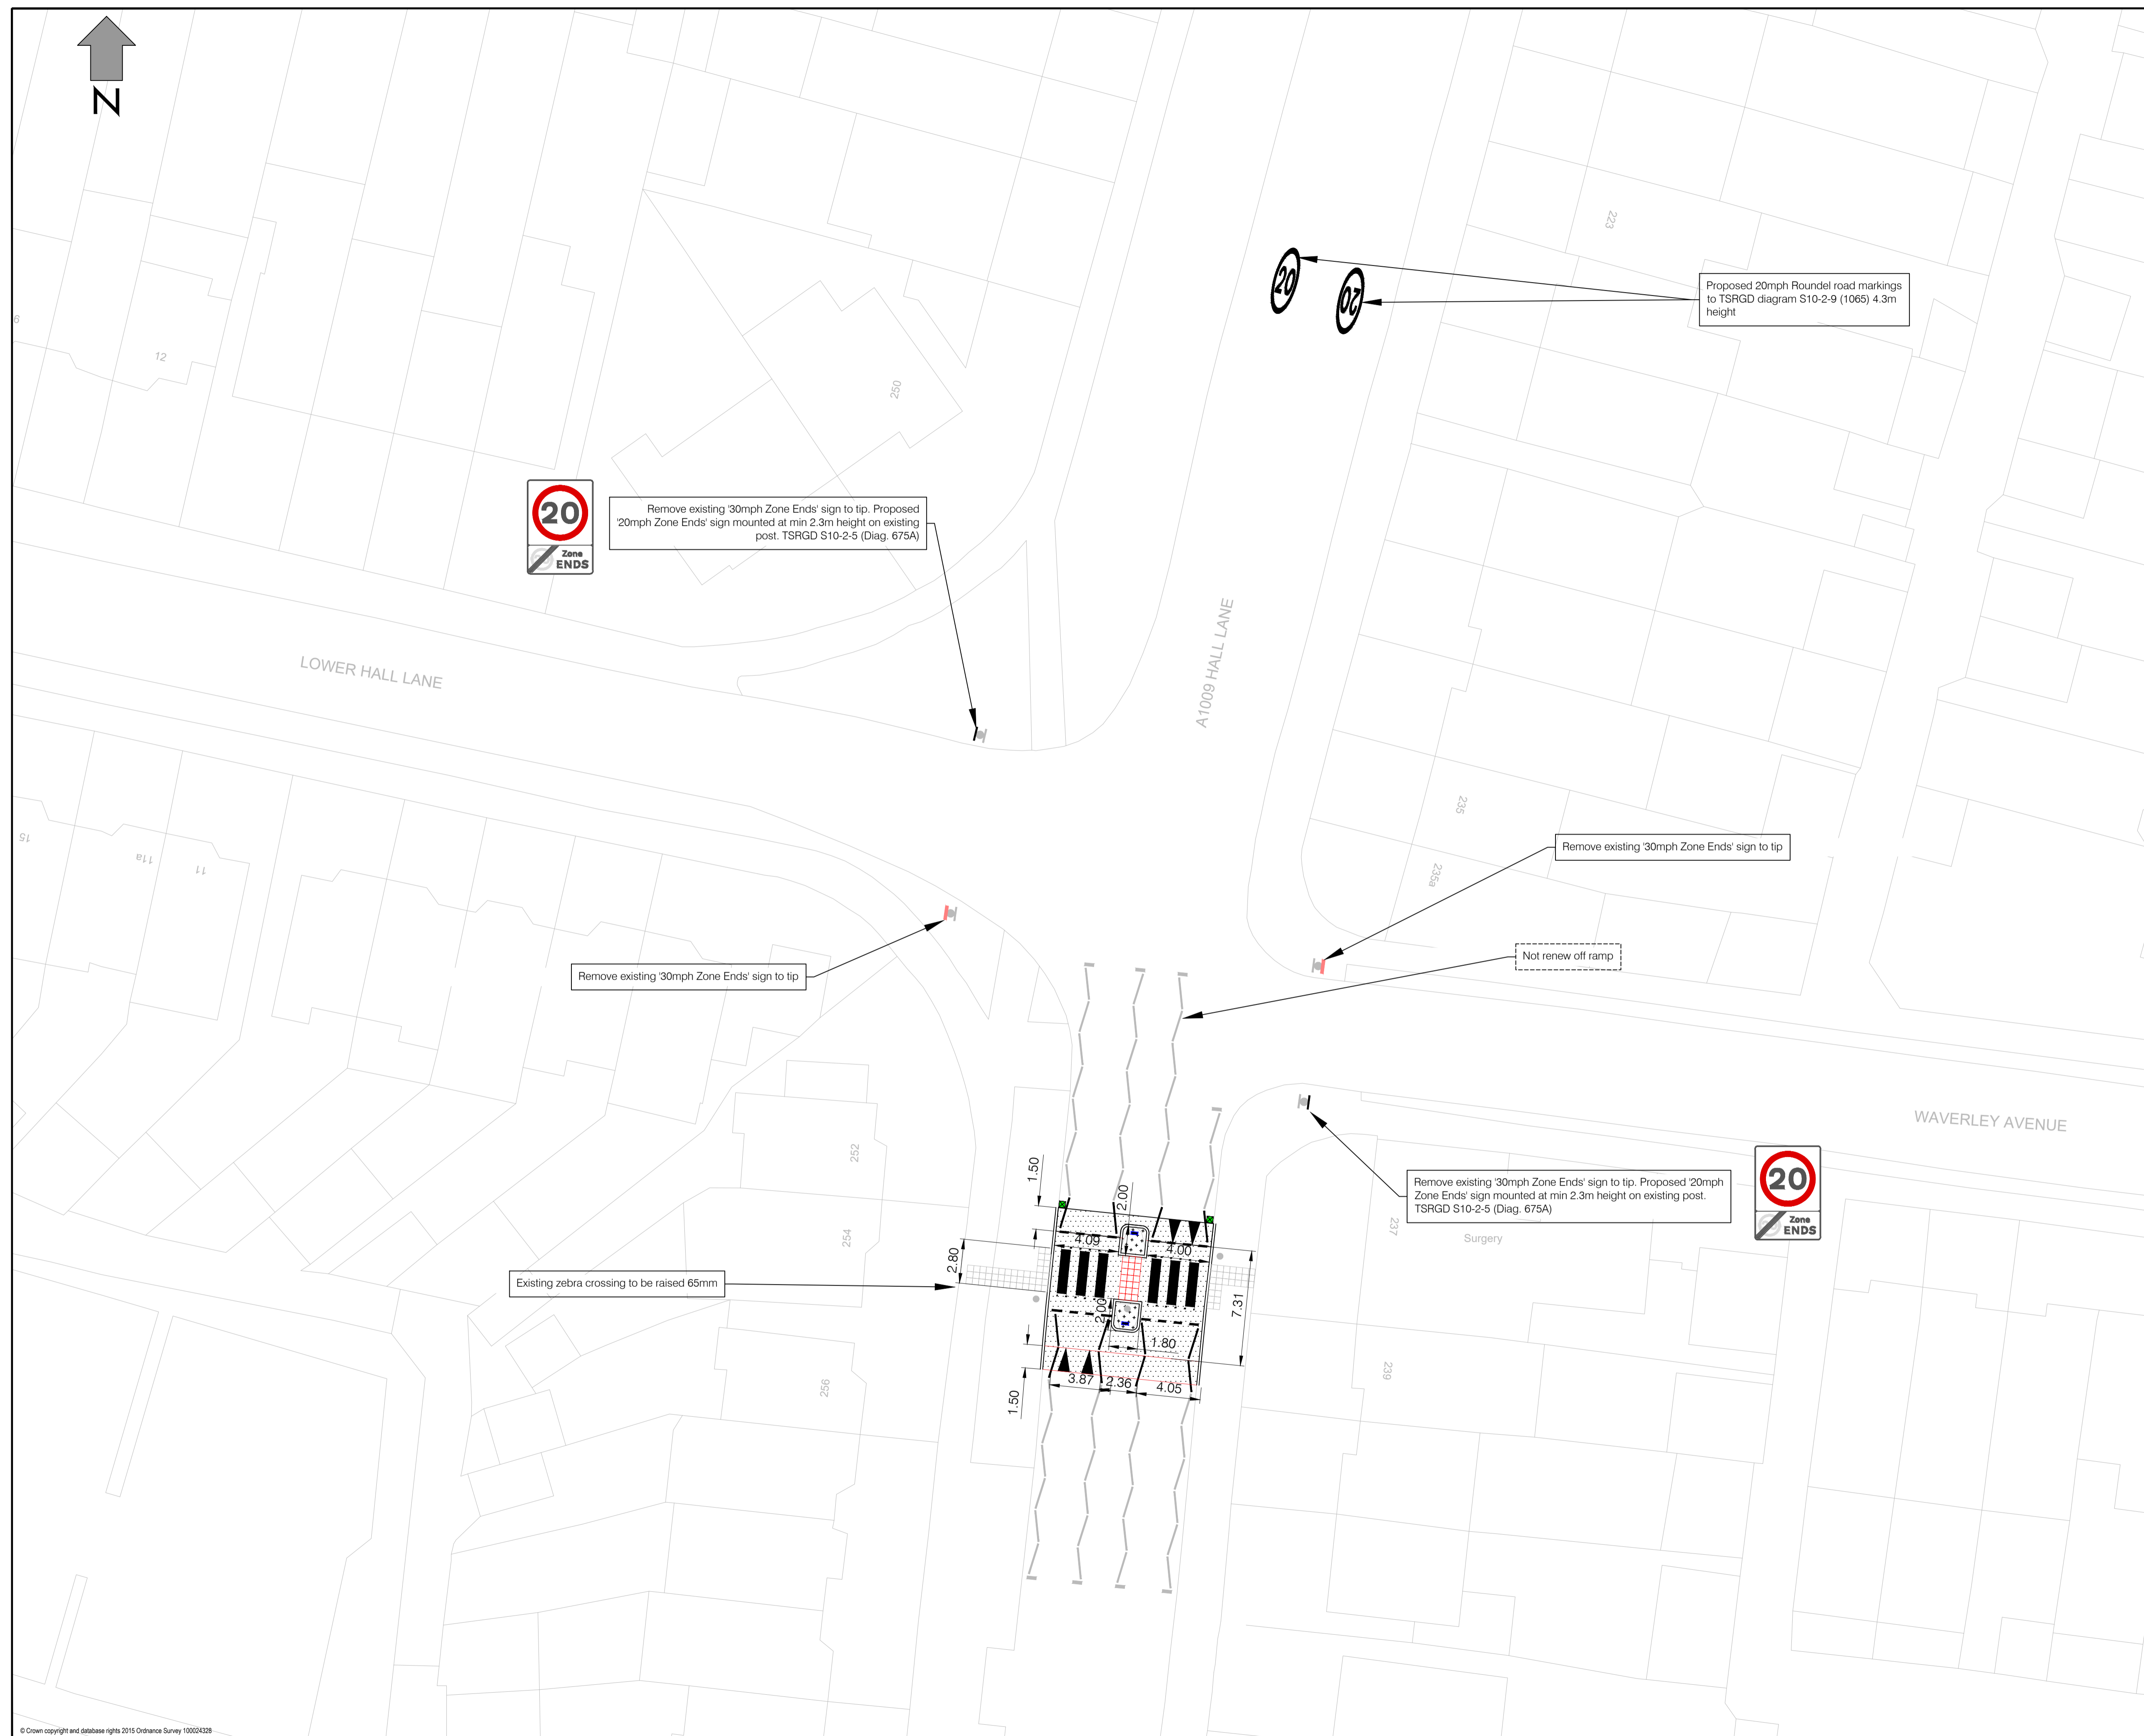 N
20
20
223
Proposed 20mph Roundel road markings
to TSRGD diagram S10-2-9 (1065) 4.3m
height
6
12
250
20
Zone
ENDS
Remove existing '30mph Zone Ends' sign to tip. Proposed
'20mph Zone Ends' sign mounted at min 2.3m height on existing
post. TSRGD S10-2-5 (Diag. 675A)
LOWER HALL LANE
A1009 HALL LANE
15
11a
11
235
235a
Remove existing '30mph Zone Ends' sign to tip
Not renew off ramp
Remove existing '30mph Zone Ends' sign to tip
WAVERLEY AVENUE
Remove existing '30mph Zone Ends' sign to tip. Proposed '20mph
Zone Ends' sign mounted at min 2.3m height on existing post.
TSRGD S10-2-5 (Diag. 675A)
20
Zone
ENDS
252
254
256
237
Surgery
239
1.50
2.00
4.09
4.00
2.80
Existing zebra crossing to be raised 65mm
2.00
7.31
1.80
3.87
2.36
4.05
1.50
© Crown copyright and database rights 2015 Ordnance Survey 100024328